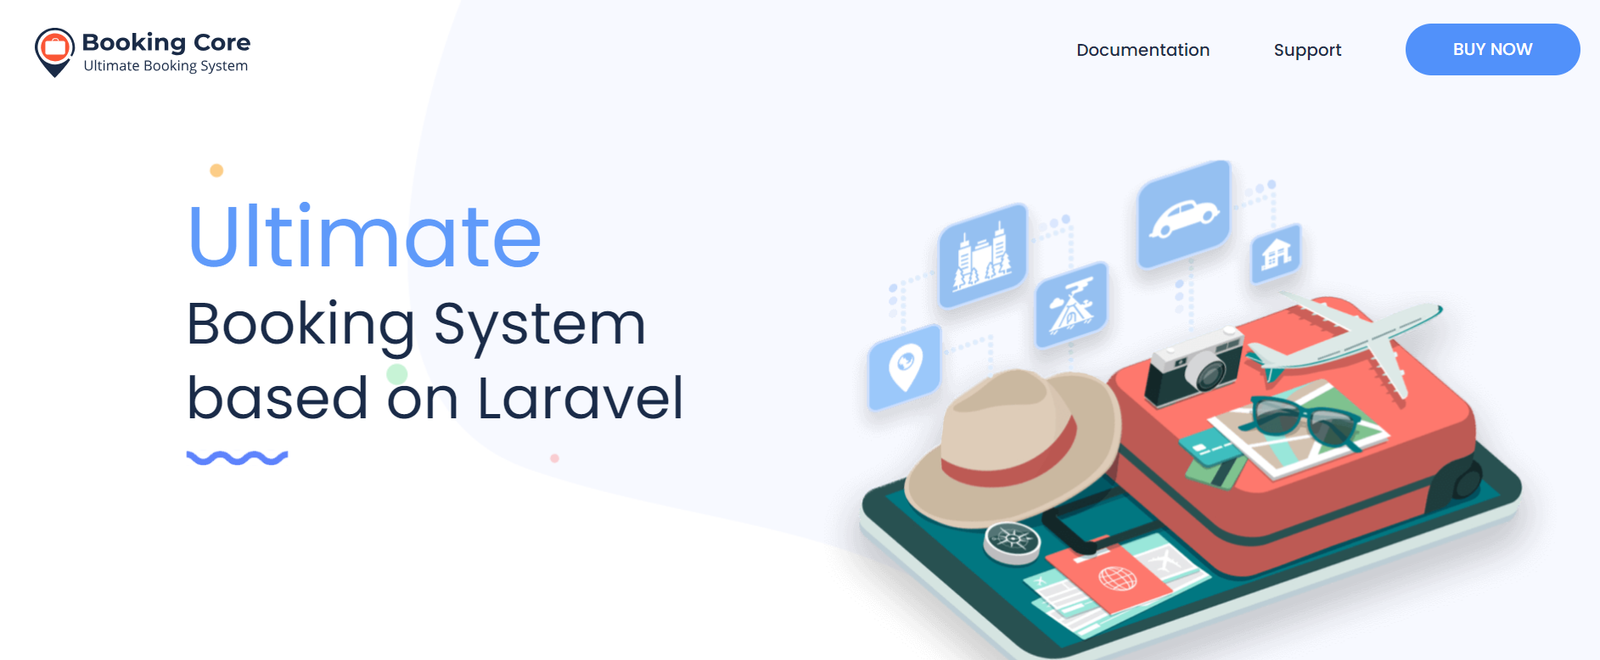 Booking Core
Ultimate Booking System
Documentation
Support
BUY NOW
Ultimate
Booking System
based on Laravel